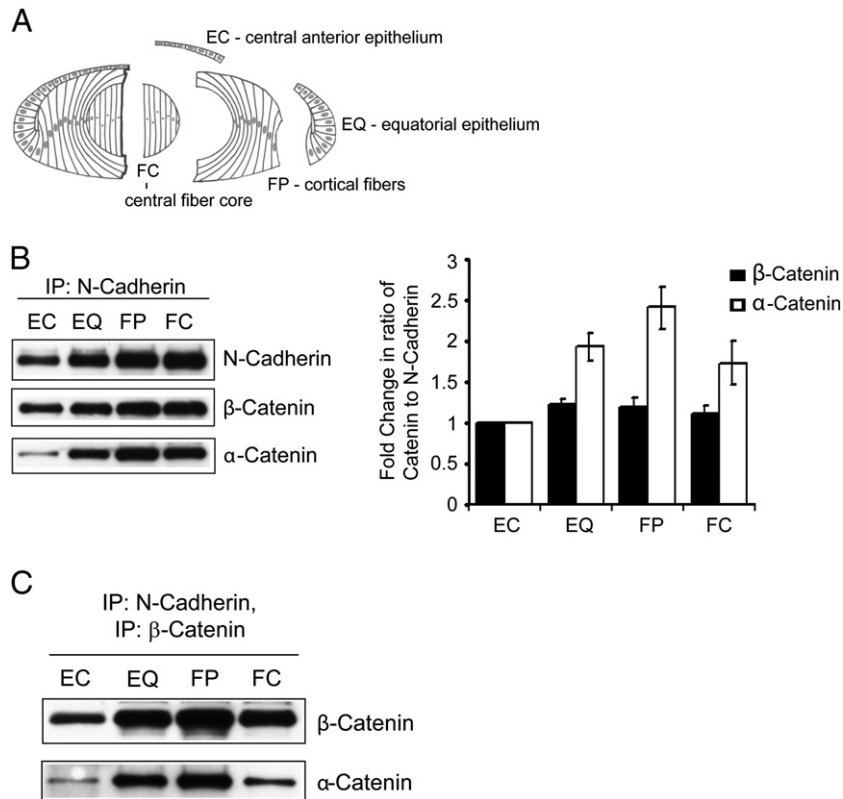 A
EC - central anterior epithelium
EQ - equatorial epithelium
FC
central fiber core
FP - cortical fibers
B
IP: N-Cadherin
EC EQ FP FC
N-Cadherin
β-Catenin
α-Catenin
Fold Change in ratio of
Catenin to N-Cadherin
3
2.5
2
1.5
1
0.5
0
EC EQ FP FC
β-Catenin
α-Catenin
C
IP: N-Cadherin,
IP: β-Catenin
EC EQ FP FC
β-Catenin
α-Catenin